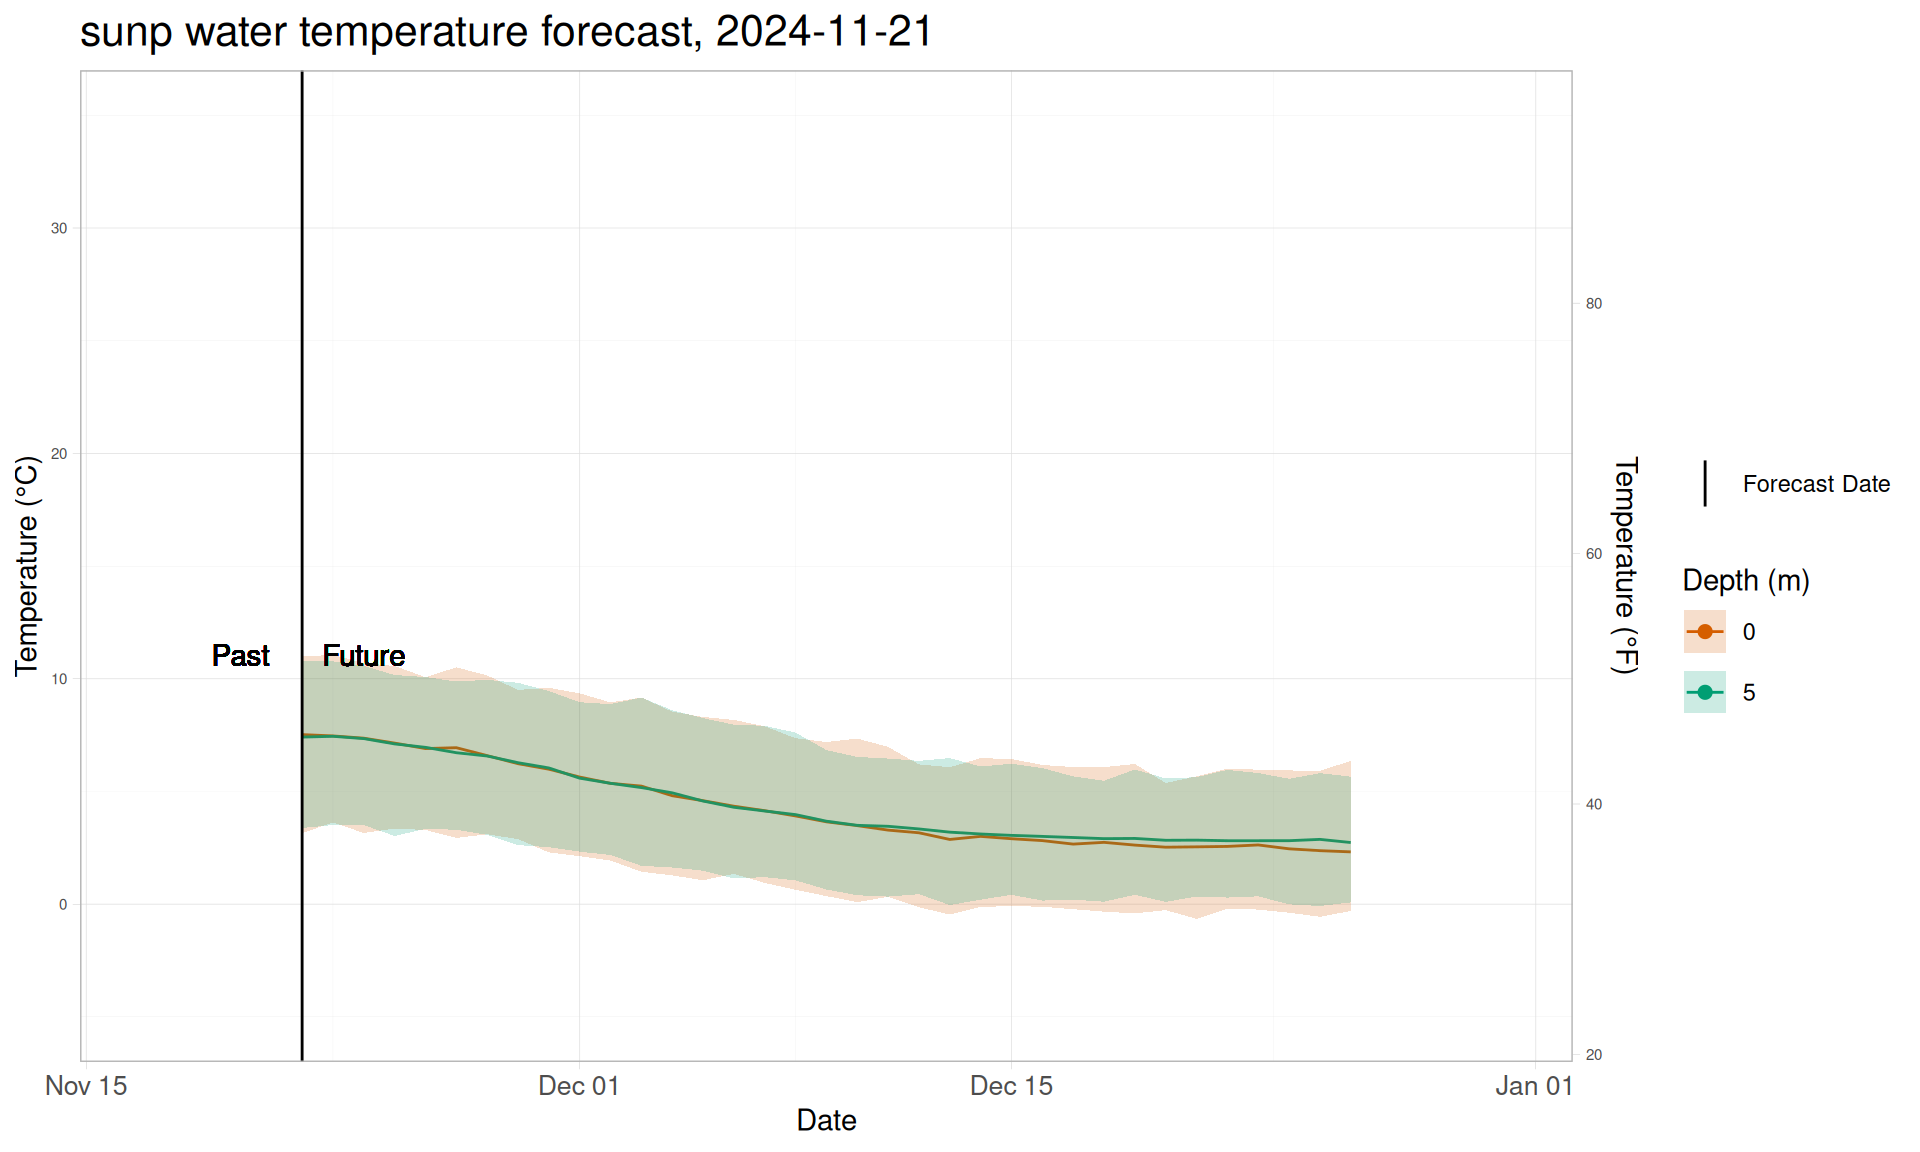 sunp water temperature forecast, 2024-11-21
Temperature (°C)
30
20
10
0
Past
Future
80
60
40
20
Temperature (°F)
Nov 15
Dec 01
Dec 15
Jan 01
Date
Forecast Date
Depth (m)
0
5